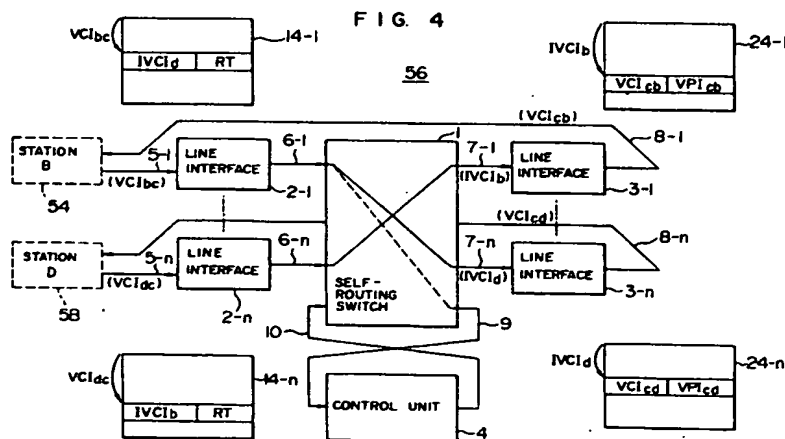 FIG. 4
VCIbc
14-1
IVCId RT
56
IVCIb
24-1
VCIcb VPIcb
(VCIcb)
1
8-1
STATION B
54
5-1
(VCIbc)
LINE INTERFACE
2-1
6-1
7-1
(IVCIb)
LINE INTERFACE
3-1
(VCIcd)
STATION D
58
5-n
(VCIdc)
LINE INTERFACE
2-n
6-n
SELF-ROUTING SWITCH
7-n
(IVCId)
LINE INTERFACE
3-n
8-n
10
9
VCIdc
14-n
IVCIb RT
CONTROL UNIT
4
IVCId
24-n
VCIcd VPIcd